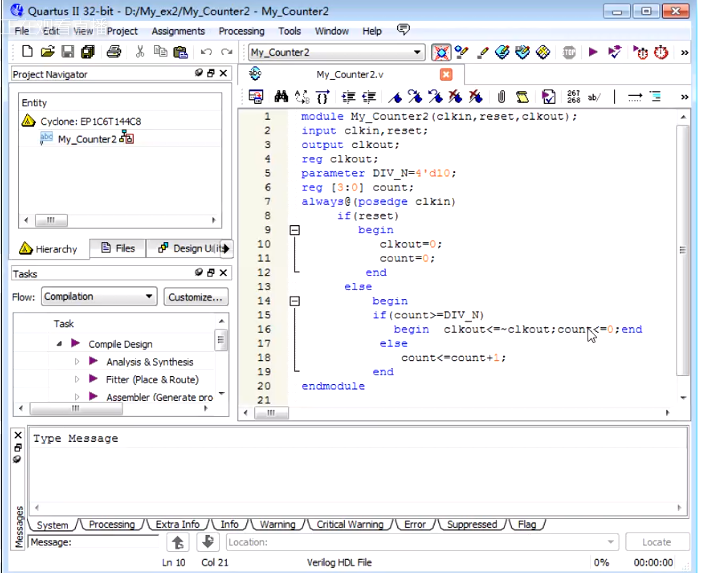 Quartus II 32-bit - D:/My_ex2/My_Counter2 - My_Counter2
File Edit View Project Assignments Processing Tools Window Help
My_Counter2
Project Navigator
My_Counter2.v
267
268
ab/
Entity
Cyclone: EP1C6T144C8
abc
My_Counter2
Hierarchy
Files
Design Units
Tasks
Flow: Compilation
Customize...
Task
Compile Design
Analysis & Synthesis
Fitter (Place & Route)
Assembler (Generate pro
1 module My_Counter2(clkin,reset,clkout);
2 input clkin,reset;
3 output clkout;
4 reg clkout;
5 parameter DIV_N=4'd10;
6 reg [3:0] count;
7 always@(posedge clkin)
8 if(reset)
9 begin
10 clkout=0;
11 count=0;
12 end
13 else
14 begin
15 if(count>=DIV_N)
16 begin clkout<=~clkout;count<=0;end
17 else
18 count<=count+1;
19 end
20 endmodule
21
Type Message
Messages
System Processing Extra Info Info Warning Critical Warning Error Suppressed Flag
Message:
Location:
Locate
Ln 10 Col 21 Verilog HDL File 0% 00:00:00